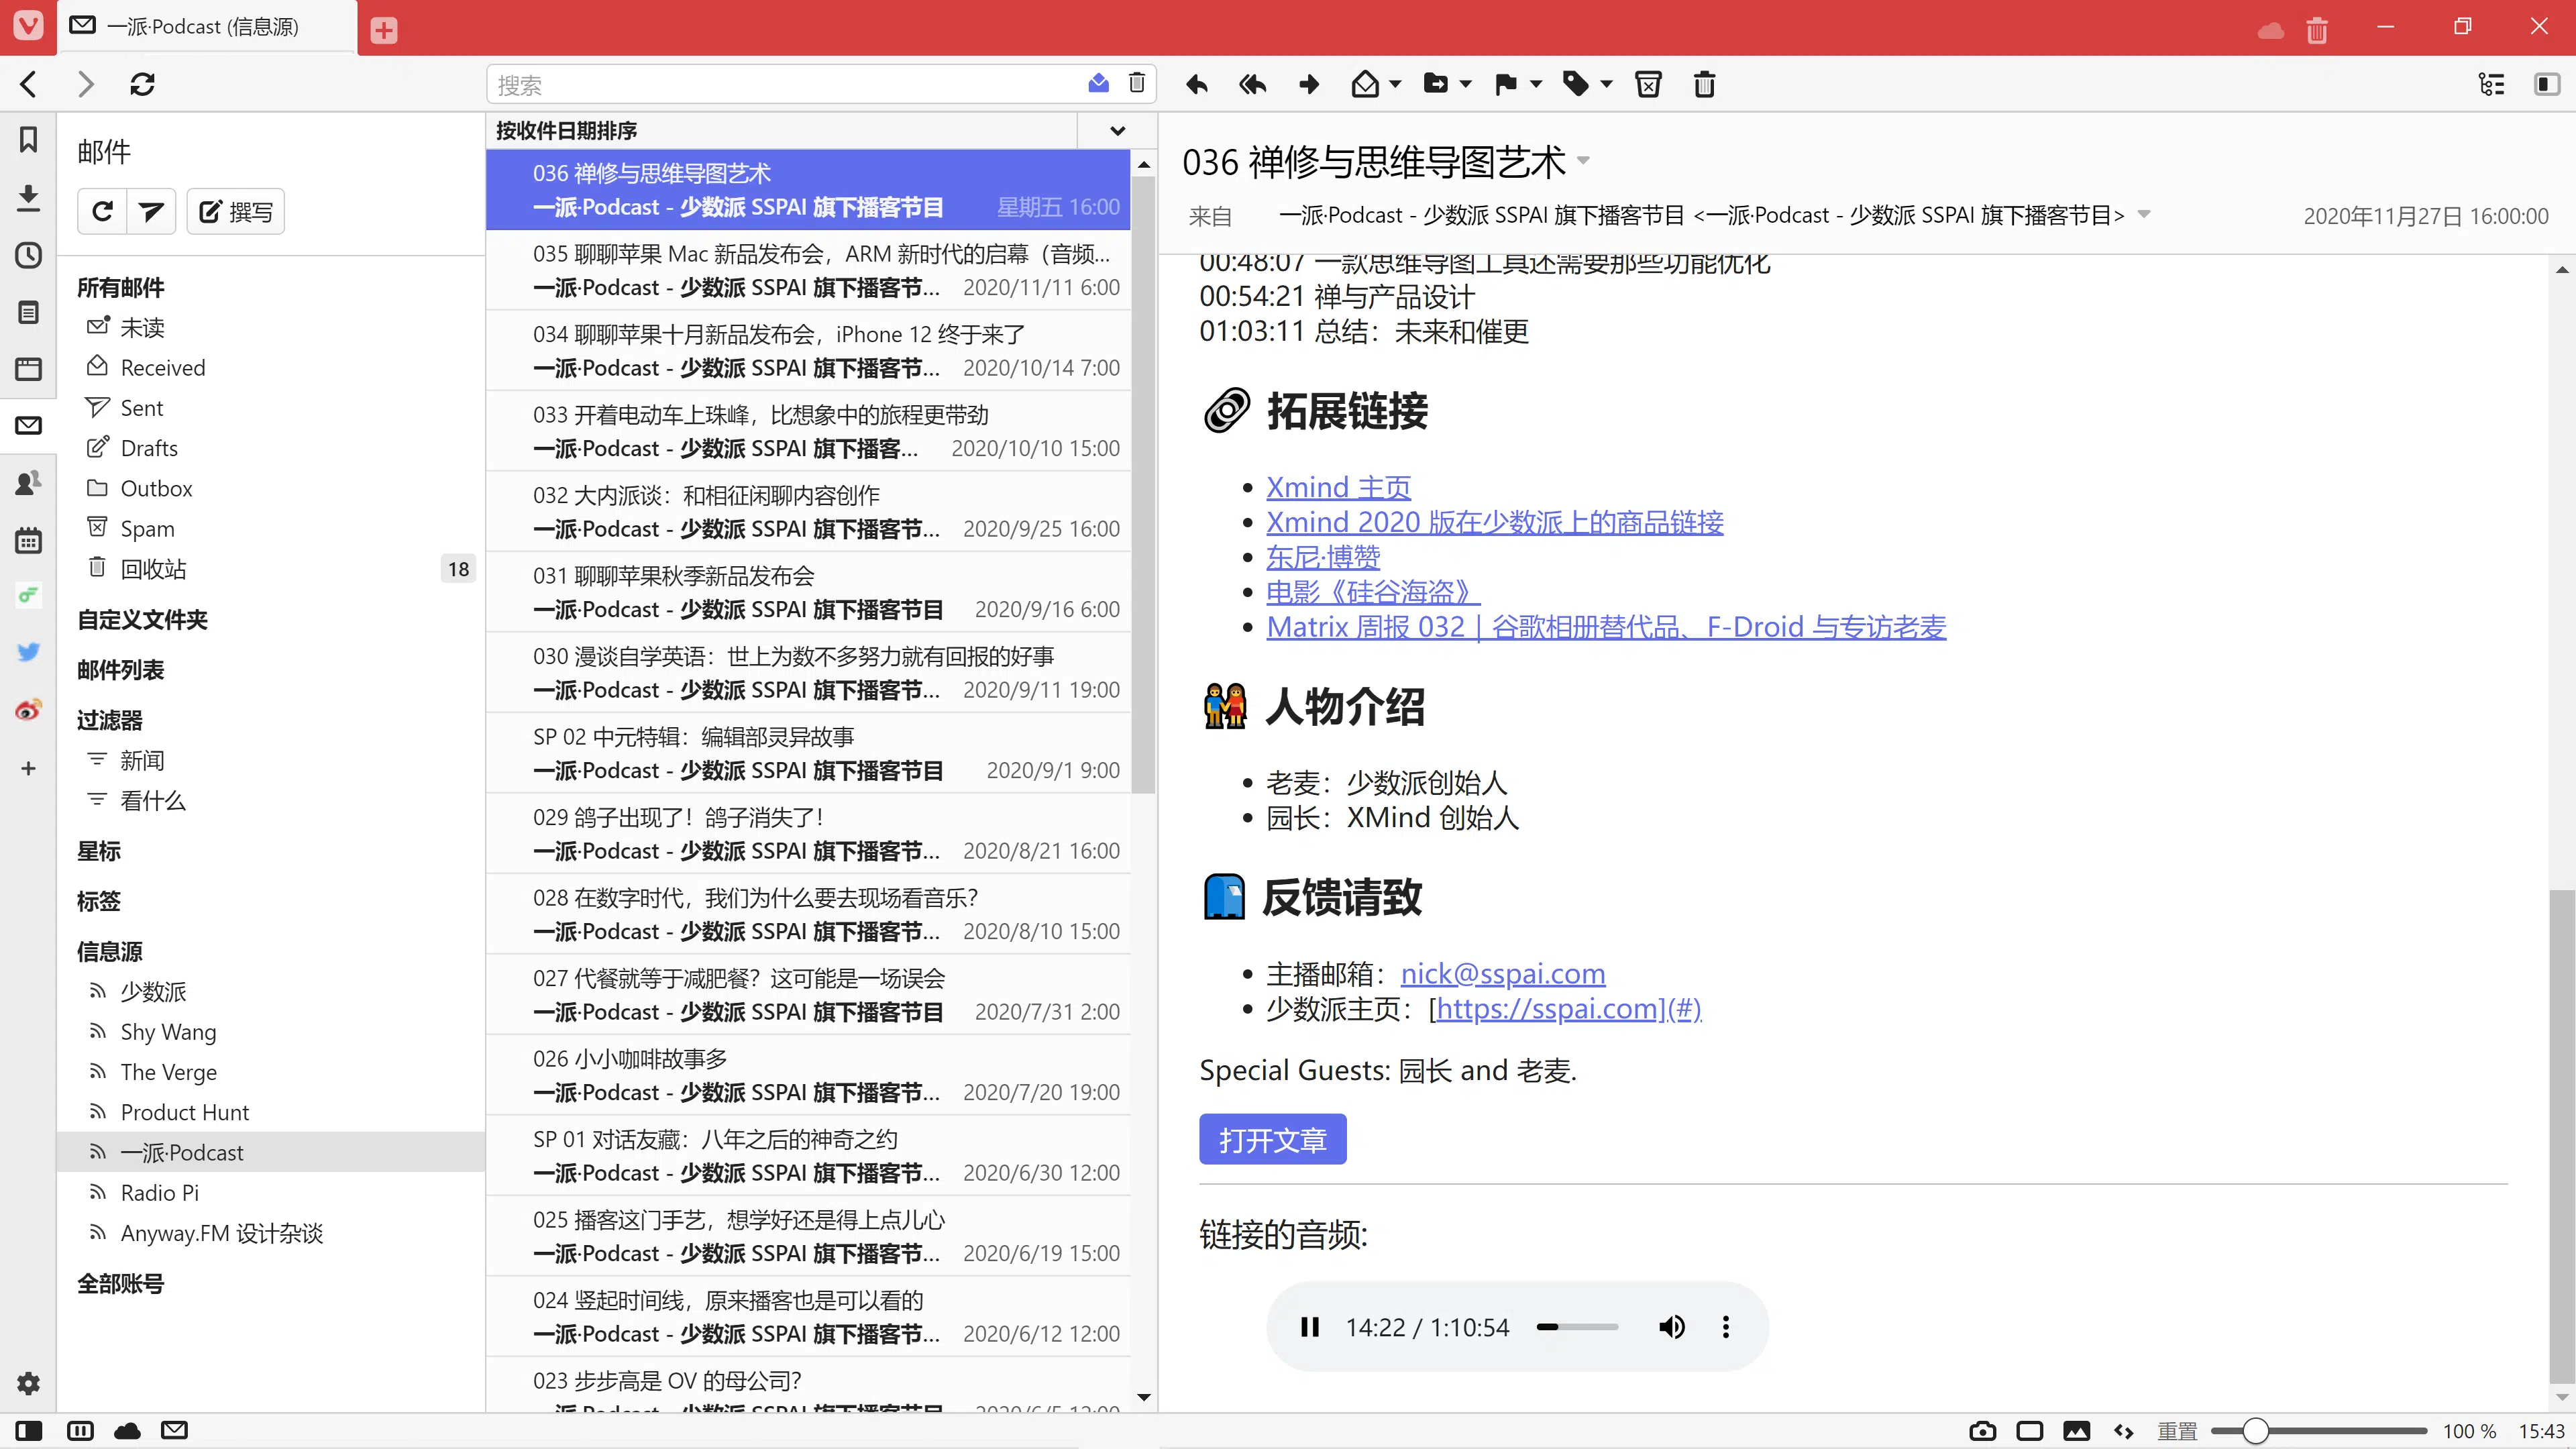 一派·Podcast (信息源)
搜索
邮件
撰写
所有邮件
未读
Received
Sent
Drafts
Outbox
Spam
回收站 18
自定义文件夹
邮件列表
过滤器
新闻
看什么
星标
标签
信息源
少数派
Shy Wang
The Verge
Product Hunt
一派·Podcast
Radio Pi
Anyway.FM 设计杂谈
全部账号
按收件日期排序
036 禅修与思维导图艺术
一派·Podcast - 少数派 SSPAI 旗下播客节目 星期五 16:00
035 聊聊苹果 Mac 新品发布会，ARM 新时代的启幕（音频...
一派·Podcast - 少数派 SSPAI 旗下播客节... 2020/11/11 6:00
034 聊聊苹果十月新品发布会，iPhone 12 终于来了
一派·Podcast - 少数派 SSPAI 旗下播客节... 2020/10/14 7:00
033 开着电动车上珠峰，比想象中的旅程更带劲
一派·Podcast - 少数派 SSPAI 旗下播客... 2020/10/10 15:00
032 大内派谈：和相征闲聊内容创作
一派·Podcast - 少数派 SSPAI 旗下播客节... 2020/9/25 16:00
031 聊聊苹果秋季新品发布会
一派·Podcast - 少数派 SSPAI 旗下播客节目 2020/9/16 6:00
030 漫谈自学英语：世上为数不多努力就有回报的好事
一派·Podcast - 少数派 SSPAI 旗下播客节... 2020/9/11 19:00
SP 02 中元特辑：编辑部灵异故事
一派·Podcast - 少数派 SSPAI 旗下播客节目 2020/9/1 9:00
029 鸽子出现了！鸽子消失了！
一派·Podcast - 少数派 SSPAI 旗下播客节... 2020/8/21 16:00
028 在数字时代，我们为什么要去现场看音乐？
一派·Podcast - 少数派 SSPAI 旗下播客节... 2020/8/10 15:00
027 代餐就等于减肥餐？这可能是一场误会
一派·Podcast - 少数派 SSPAI 旗下播客节目 2020/7/31 2:00
026 小小咖啡故事多
一派·Podcast - 少数派 SSPAI 旗下播客节... 2020/7/20 19:00
SP 01 对话友藏：八年之后的神奇之约
一派·Podcast - 少数派 SSPAI 旗下播客节... 2020/6/30 12:00
025 播客这门手艺，想学好还是得上点儿心
一派·Podcast - 少数派 SSPAI 旗下播客节... 2020/6/19 15:00
024 竖起时间线，原来播客也是可以看的
一派·Podcast - 少数派 SSPAI 旗下播客节... 2020/6/12 12:00
023 步步高是 OV 的母公司？
一派·Podcast - 少数派 SSPAI 旗下播客节目 2020/6/5 12:00
036 禅修与思维导图艺术
来自 一派·Podcast - 少数派 SSPAI 旗下播客节目 <一派·Podcast - 少数派 SSPAI 旗下播客节目> 2020年11月27日 16:00:00
00:48:07 一款思维导图工具还需要那些功能优化
00:54:21 禅与产品设计
01:03:11 总结：未来和催更
拓展链接
Xmind 主页
Xmind 2020 版在少数派上的商品链接
东尼·博赞
电影《硅谷海盗》
Matrix 周报 032 | 谷歌相册替代品、F-Droid 与专访老麦
人物介绍
老麦：少数派创始人
园长：XMind 创始人
反馈请致
主播邮箱：nick@sspai.com
少数派主页：[https://sspai.com](#)
Special Guests: 园长 and 老麦.
打开文章
链接的音频:
14:22 / 1:10:54
重置 100 % 15:43